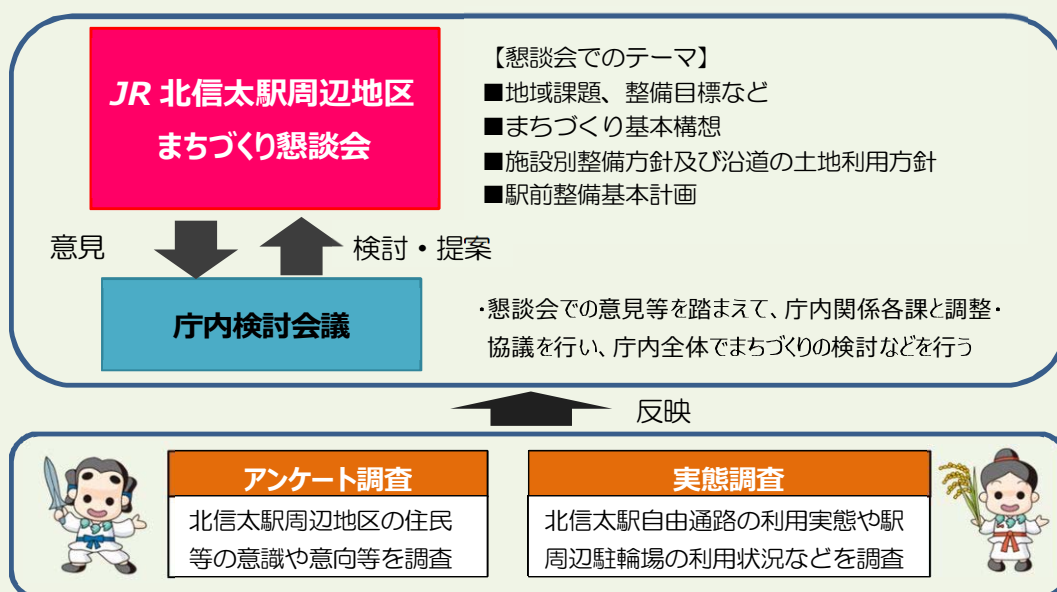 JR 北信太駅周辺地区
まちづくり懇談会
【懇談会でのテーマ】
■地域課題、整備目標など
■まちづくり基本構想
■施設別整備方針及び沿道の土地利用方針
■駅前整備基本計画
意見
検討・提案
庁内検討会議
・懇談会での意見等を踏まえて、庁内関係各課と調整・
協議を行い、庁内全体でまちづくりの検討などを行う
反映
アンケート調査
北信太駅周辺地区の住民
等の意識や意向等を調査
実態調査
北信太駅自由通路の利用実態や駅
周辺駐輪場の利用状況などを調査